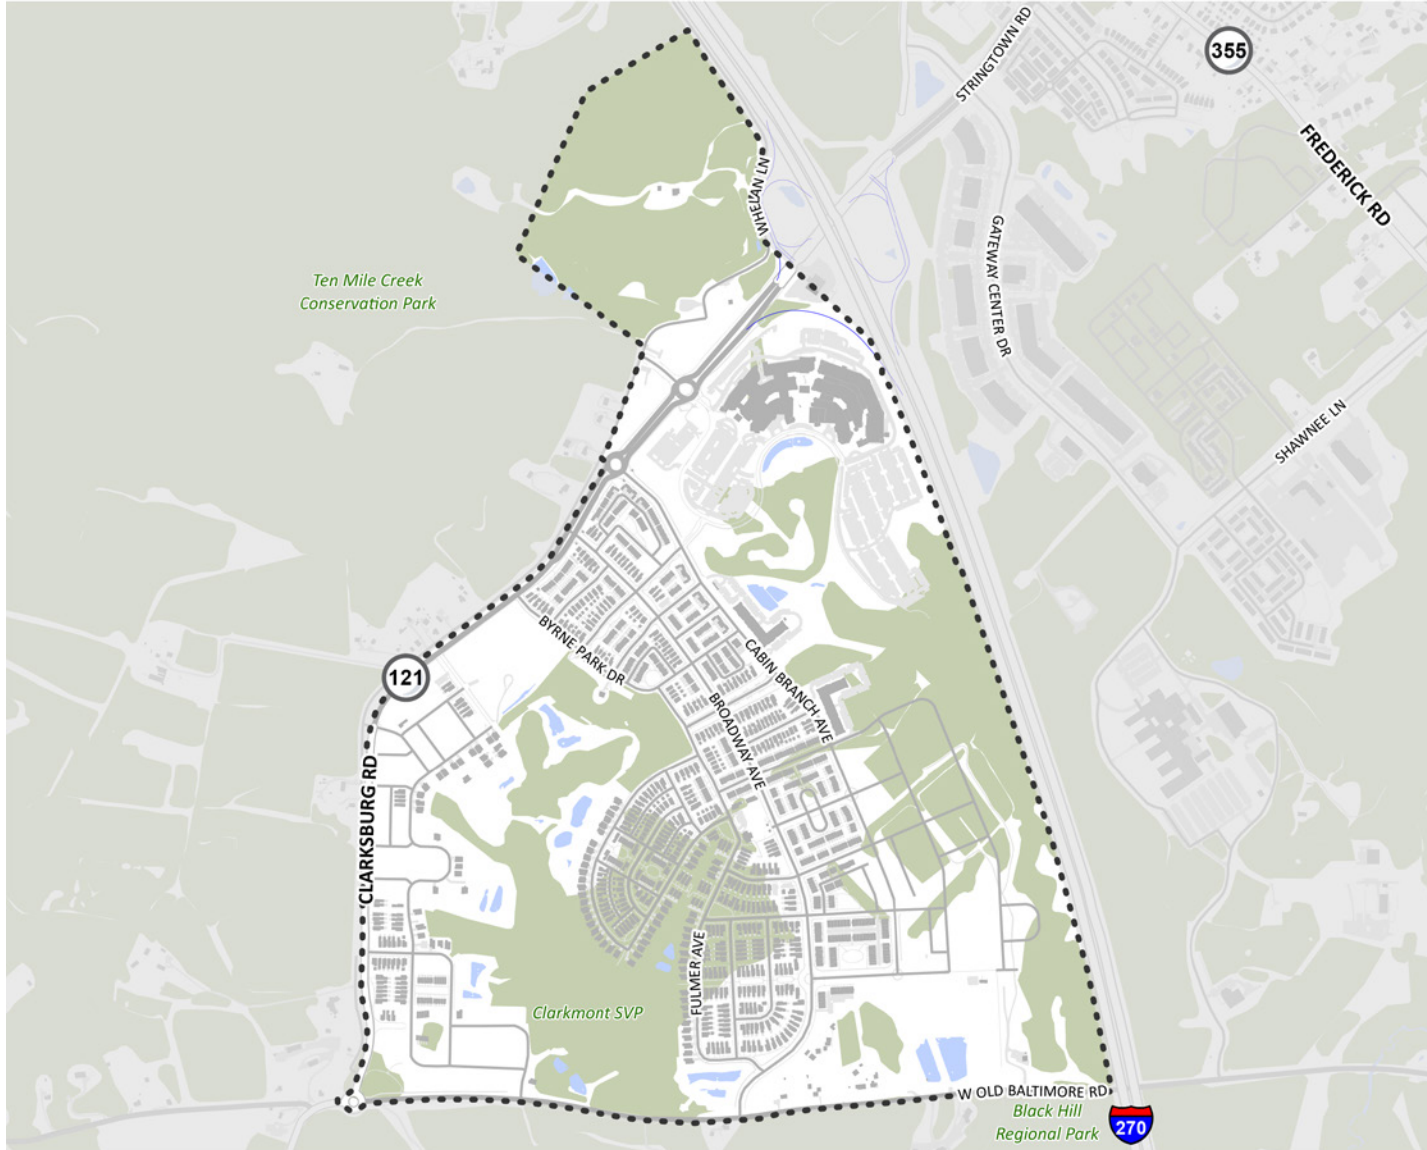 STRINGTOWN RD
355
FREDERICK RD
WHELAN LN
GATEWAY CENTER DR
Ten Mile Creek
Conservation Park
SHAWNEE LN
BYRNE PARK DR
CABIN BRANCH AVE
121
BROADWAY AVE
CLARKSBURG RD
FULMER AVE
Clarkmont SVP
W OLD BALTIMORE RD
Black Hill
Regional Park
270